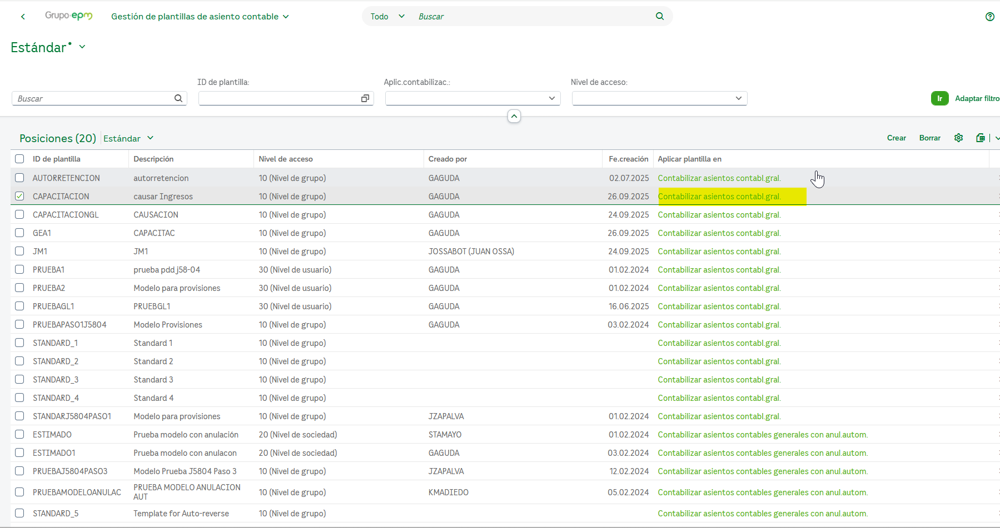 Grupo·epm Gestión de plantillas de asiento contable Todo Buscar
Estándar
ID de plantilla: Aplic.contabilizac.: Nivel de acceso:
Buscar Ir Adaptar filtro
Posiciones (20) Estándar Crear Borrar
ID de plantilla Descripción Nivel de acceso Creado por Fe.creación Aplicar plantilla en
AUTORRETENCION autorretencion 10 (Nivel de grupo) GAGUDA 02.07.2025 Contabilizar asientos contabl.gral.
CAPACITACION causar Ingresos 10 (Nivel de grupo) GAGUDA 26.09.2025 Contabilizar asientos contabl.gral.
CAPACITACIONGL CAUSACION 10 (Nivel de grupo) GAGUDA 24.09.2025 Contabilizar asientos contabl.gral.
GEA1 CAPACITAC 10 (Nivel de grupo) GAGUDA 26.09.2025 Contabilizar asientos contabl.gral.
JM1 JM1 10 (Nivel de grupo) JOSSABOT (JUAN OSSA) 24.09.2025 Contabilizar asientos contabl.gral.
PRUEBA1 prueba pdd j58-04 30 (Nivel de usuario) GAGUDA 01.02.2024 Contabilizar asientos contabl.gral.
PRUEBA2 Modelo para provisiones 30 (Nivel de usuario) GAGUDA 01.02.2024 Contabilizar asientos contabl.gral.
PRUEBAGL1 PRUEBGL1 30 (Nivel de usuario) GAGUDA 16.06.2025 Contabilizar asientos contabl.gral.
PRUEBAPASO1J5804 Modelo Provisiones 10 (Nivel de grupo) GAGUDA 03.02.2024 Contabilizar asientos contabl.gral.
STANDARD_1 Standard 1 10 (Nivel de grupo) Contabilizar asientos contabl.gral.
STANDARD_2 Standard 2 10 (Nivel de grupo) Contabilizar asientos contabl.gral.
STANDARD_3 Standard 3 10 (Nivel de grupo) Contabilizar asientos contabl.gral.
STANDARD_4 Standard 4 10 (Nivel de grupo) Contabilizar asientos contabl.gral.
STANDARJ5804PASO1 Modelo para provisiones 10 (Nivel de grupo) JZAPALVA 01.02.2024 Contabilizar asientos contabl.gral.
ESTIMADO Prueba modelo con anulación 20 (Nivel de sociedad) STAMAYO 01.02.2024 Contabilizar asientos contables generales con anul.autom.
ESTIMADO1 Prueba modelo con anulacon 20 (Nivel de sociedad) GAGUDA 03.02.2024 Contabilizar asientos contables generales con anul.autom.
PRUEBAJ5804PASO3 Modelo Prueba J5804 Paso 3 10 (Nivel de grupo) JZAPALVA 12.02.2024 Contabilizar asientos contables generales con anul.autom.
PRUEBAMODELOANULAC PRUEBA MODELO ANULACION AUT 10 (Nivel de grupo) KMADIEDO 05.02.2024 Contabilizar asientos contables generales con anul.autom.
STANDARD_5 Template for Auto-reverse 10 (Nivel de grupo) Contabilizar asientos contables generales con anul.autom.